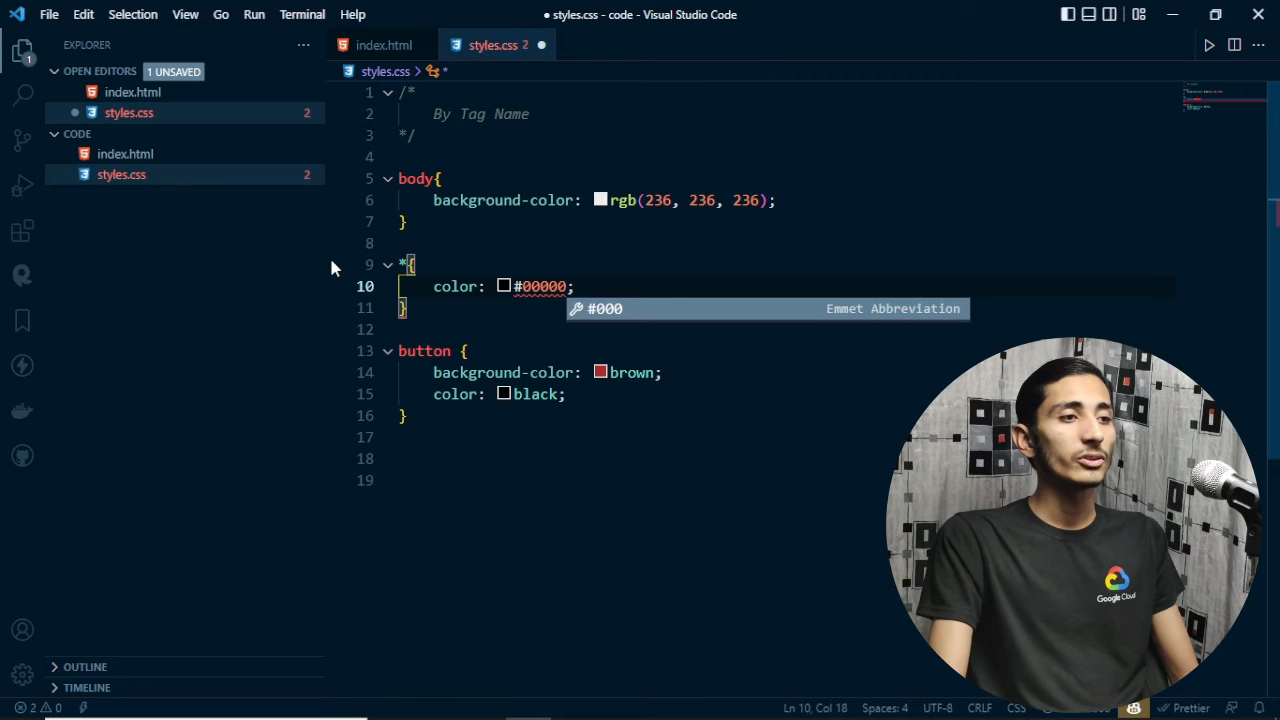 File Edit Selection View Go Run Terminal Help
● styles.css - code - Visual Studio Code
EXPLORER
OPEN EDITORS 1 UNSAVED
index.html
styles.css 2
CODE
index.html
styles.css 2
OUTLINE
TIMELINE
index.html styles.css 2
styles.css > *
1 /*
2 By Tag Name
3 */
4
5 body{
6 background-color: rgb(236, 236, 236);
7 }
8
9 *{
10 color: #00000;
#000 Emmet Abbreviation
11 }
12
13 button {
14 background-color: brown;
15 color: black;
16 }
17
18
19
1
Google Cloud
2 0 Ln 10, Col 18 Spaces: 4 UTF-8 CRLF CSS Prettier